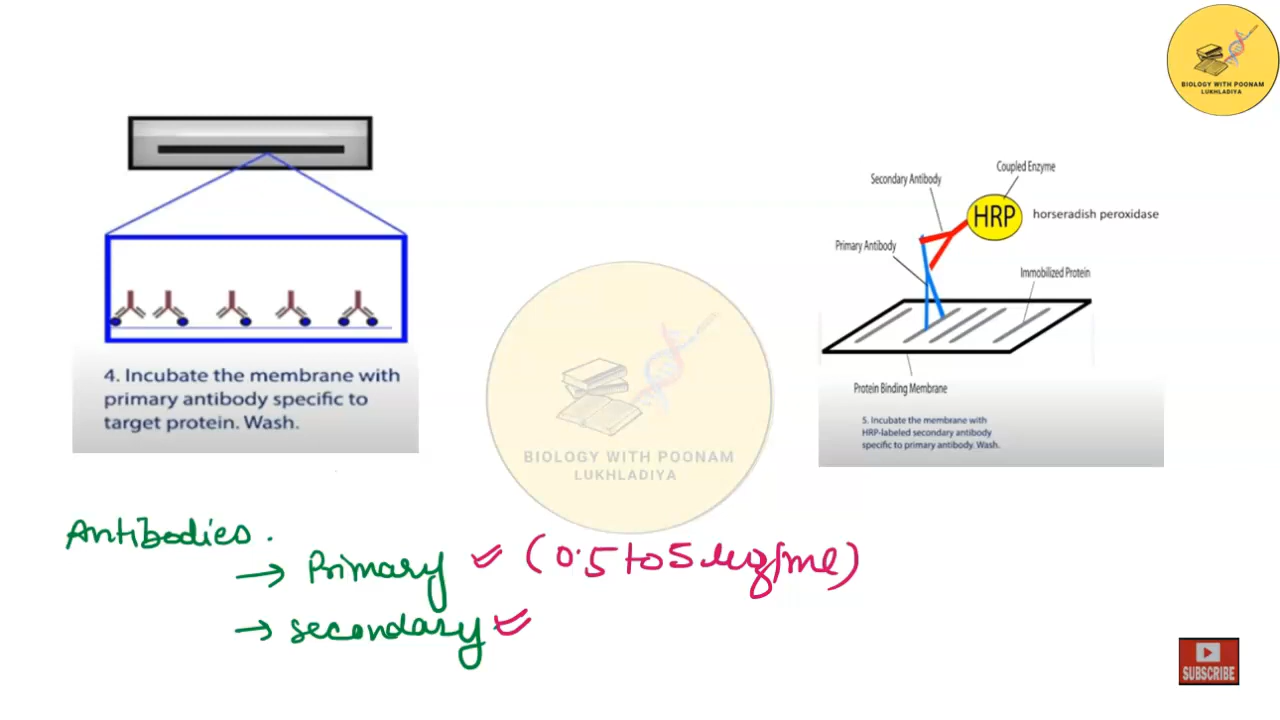 BIOLOGY WITH POONAM
LUKHLADIYA
Coupled Enzyme
Secondary Antibody
HRP
horseradish peroxidase
Primary Antibody
Immobilized Protein
Protein Binding Membrane
4. Incubate the membrane with
primary antibody specific to
target protein. Wash.
5. Incubate the membrane with
HRP-labeled secondary antibody
specific to primary antibody. Wash.
BIOLOGY WITH POONAM
LUKHLADIYA
Antibodies.
→ Primary (0.5 to 5 µg/ml)
→ secondary
SUBSCRIBE